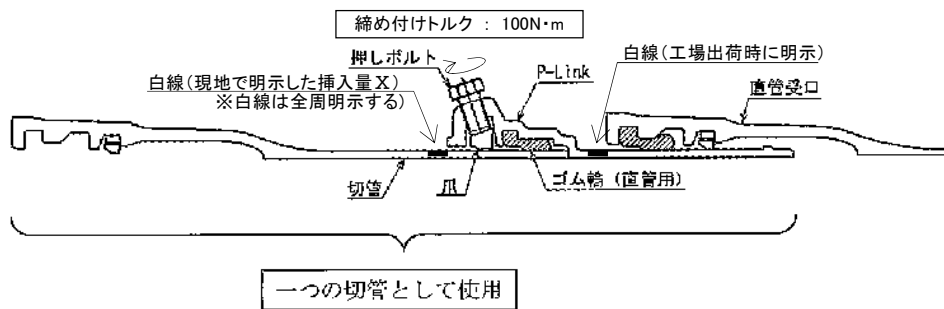 締め付けトルク : 100N・m
押しボルト
白線(工場出荷時に明示)
白線(現地で明示した挿入量X)
※白線は全周明示する)
P-Link
直管受口
切管
爪
ゴム輪 (直管用)
一つの切管として使用